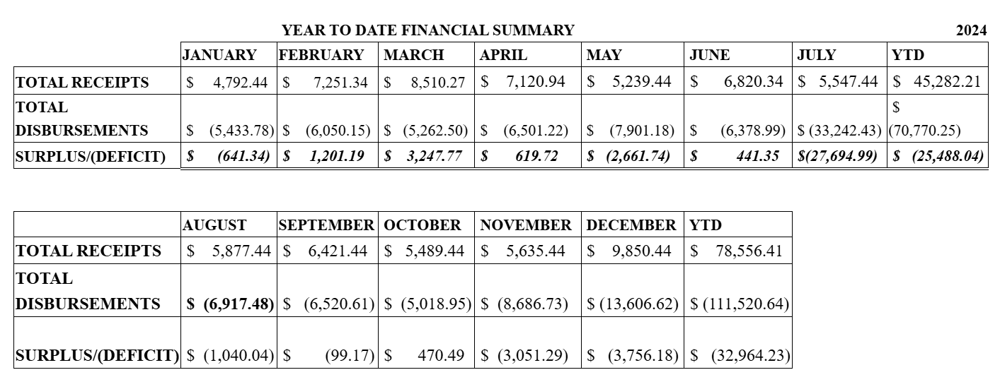 YEAR TO DATE FINANCIAL SUMMARY 2024
JANUARY FEBRUARY MARCH APRIL MAY JUNE JULY YTD
TOTAL RECEIPTS $ 4,792.44 $ 7,251.34 $ 8,510.27 $ 7,120.94 $ 5,239.44 $ 6,820.34 $ 5,547.44 $ 45,282.21
TOTAL $
DISBURSEMENTS $ (5,433.78) $ (6,050.15) $ (5,262.50) $ (6,501.22) $ (7,901.18) $ (6,378.99) $ (33,242.43) (70,770.25)
SURPLUS/(DEFICIT) $ (641.34) $ 1,201.19 $ 3,247.77 $ 619.72 $ (2,661.74) $ 441.35 $(27,694.99) $ (25,488.04)
AUGUST SEPTEMBER OCTOBER NOVEMBER DECEMBER YTD
TOTAL RECEIPTS $ 5,877.44 $ 6,421.44 $ 5,489.44 $ 5,635.44 $ 9,850.44 $ 78,556.41
TOTAL
DISBURSEMENTS $ (6,917.48) $ (6,520.61) $ (5,018.95) $ (8,686.73) $ (13,606.62) $ (111,520.64)
SURPLUS/(DEFICIT) $ (1,040.04) $ (99.17) $ 470.49 $ (3,051.29) $ (3,756.18) $ (32,964.23)